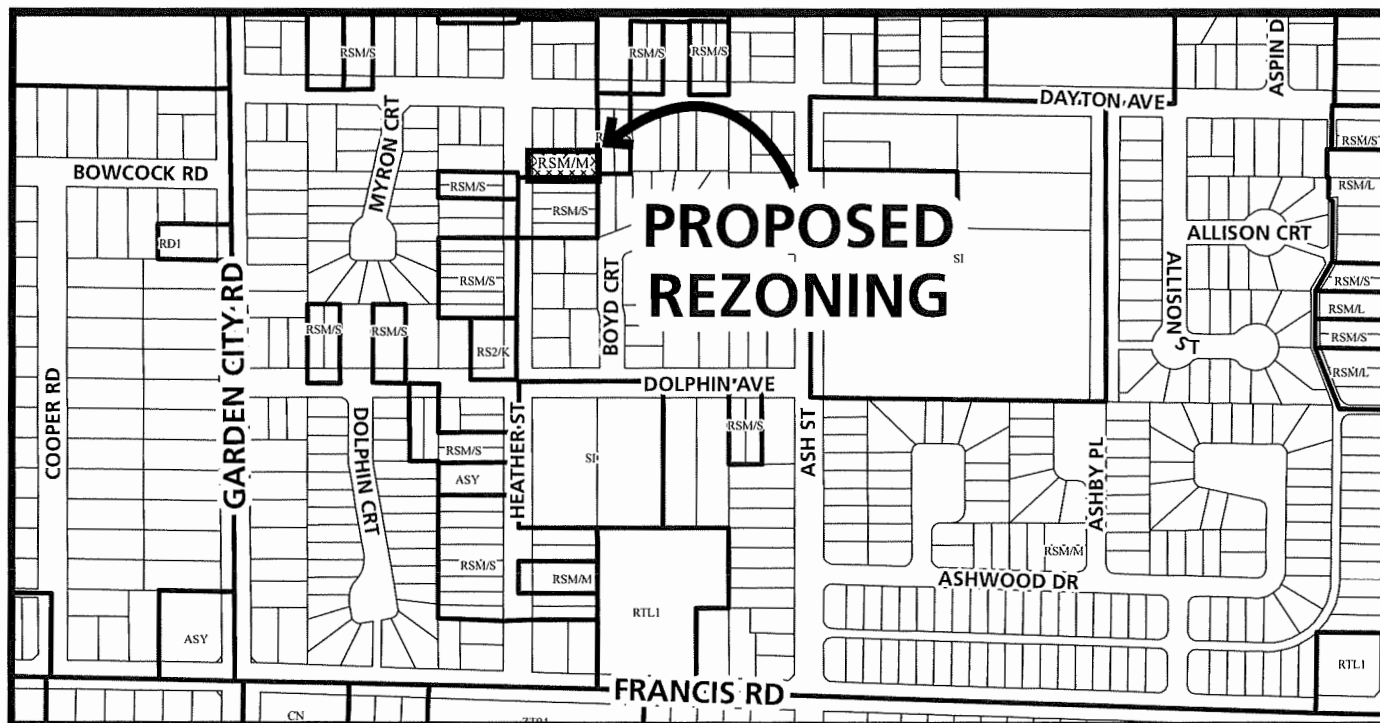 RSM/S
RSM/S
RSM/S
ASPIN D
DAYTON AVE
MYRON CRT
RSM/S
BOWCOCK RD
RSM/M
RSM/S
RSM/L
RSM/S
PROPOSED
REZONING
RD1
ALLISON CRT
SI
GARDEN CITY RD
RSM/S
BOYD CRT
ALLISON ST
RSM/S
RSM/L
RSM/S
RSM/S
RSM/S
RS2/K
RSM/L
COOPER RD
DOLPHIN AVE
DOLPHIN CRT
HEATHER ST
RSM/S
ASH ST
RSM/S
SI
ASY
ASHBY PL
RSM/M
RSM/S
RSM/M
ASHWOOD DR
RTL1
ASY
RTL1
FRANCIS RD
CN